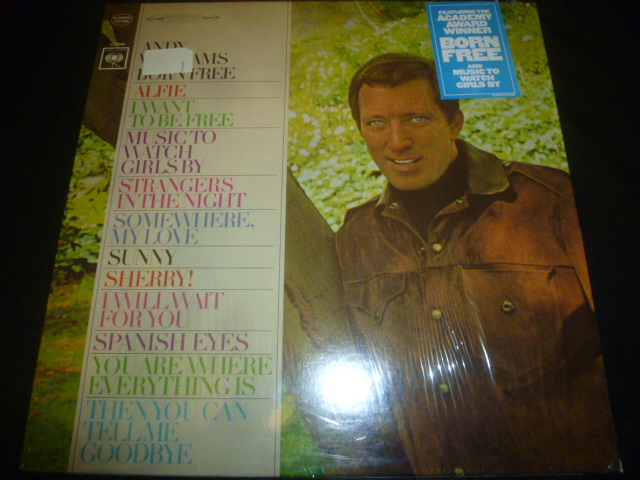 STEREO
ANDY
BORN FREE
ALFIE
I WANT
TO BE FREE
MUSIC TO
WATCH
GIRLS BY
STRANGERS
IN THE NIGHT
SOMEWHERE,
MY LOVE
SUNNY
SHERRY!
I WILL WAIT
FOR YOU
SPANISH EYES
YOU ARE WHERE
EVERYTHING IS
THEN YOU CAN
TELL ME
GOODBYE
FEATURING THE
ACADEMY
AWARD
WINNER
BORN
FREE
AND
MUSIC TO
WATCH
GIRLS BY